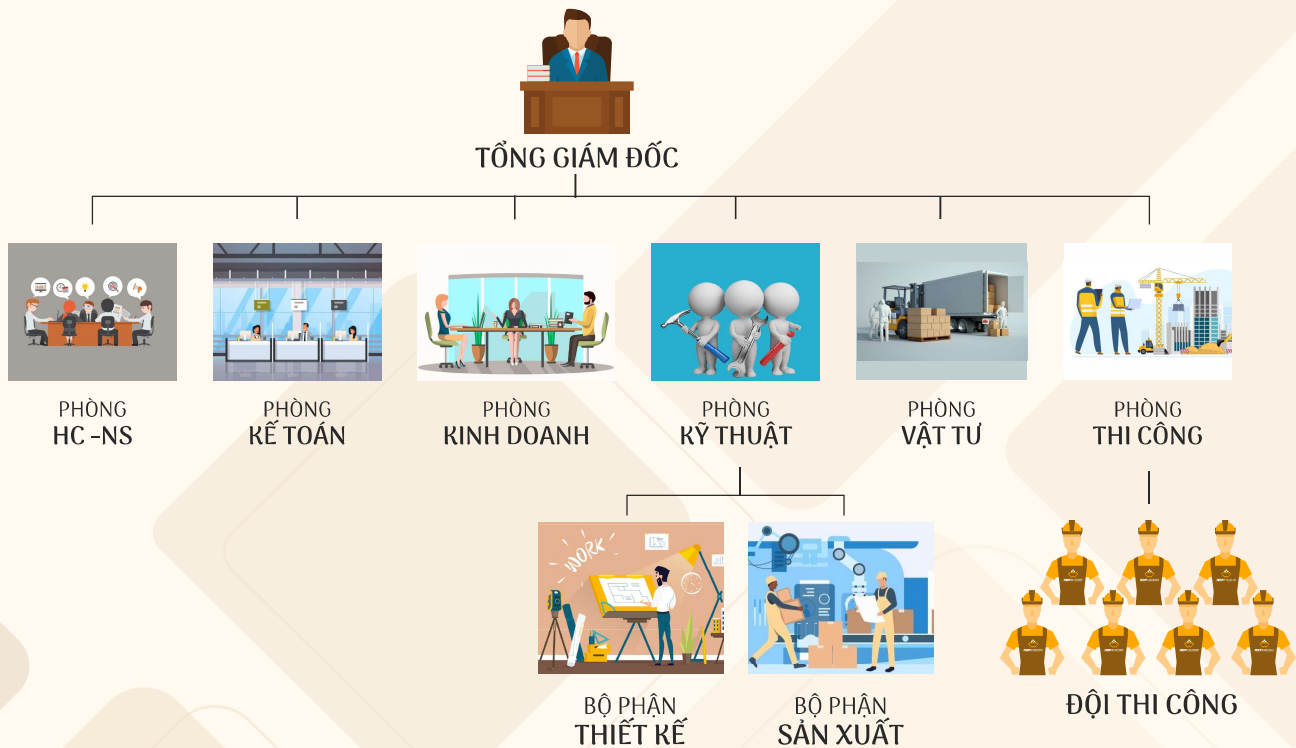 TỔNG GIÁM ĐỐC
PHÒNG
HC –NS
PHÒNG
KẾ TOÁN
PHÒNG
KINH DOANH
PHÒNG
KỸ THUẬT
PHÒNG
VẬT TƯ
PHÒNG
THI CÔNG
WORK
BỘ PHẬN
THIẾT KẾ
BỘ PHẬN
SẢN XUẤT
ĐỘI THI CÔNG